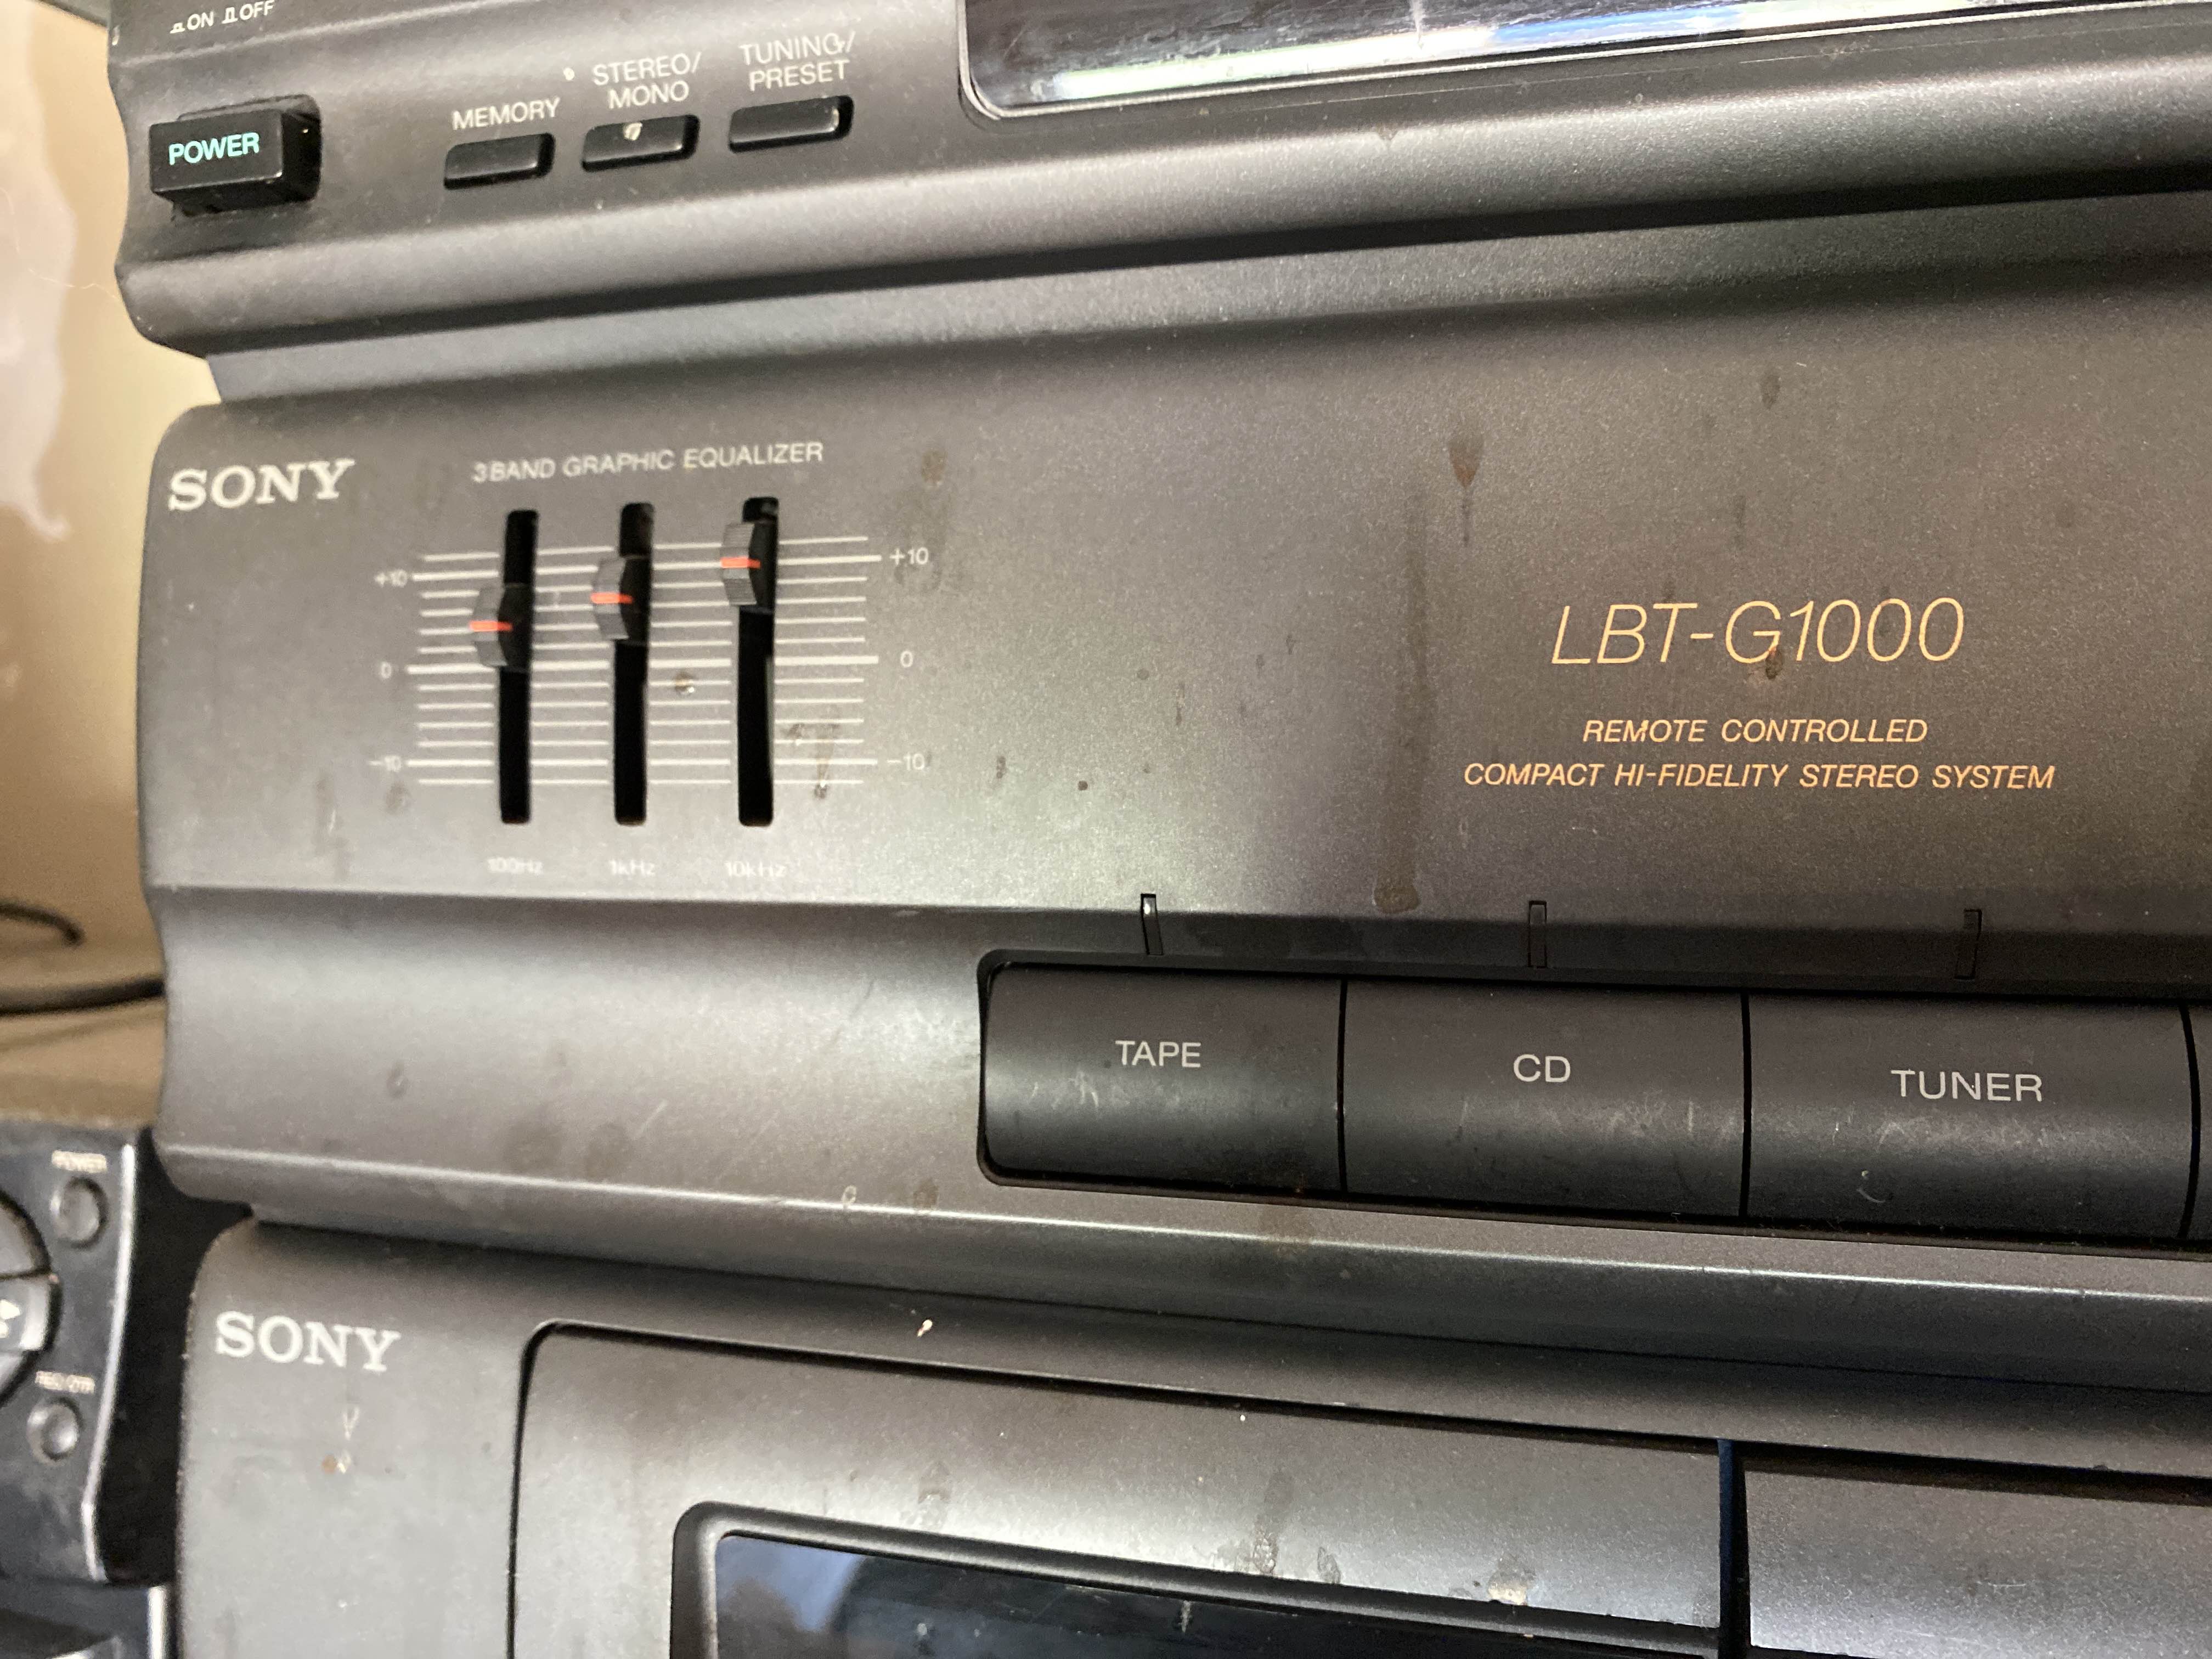 ON OFF
POWER
MEMORY
STEREO/
MONO
TUNING/
PRESET
SONY
3 BAND GRAPHIC EQUALIZER
+10 +10
0 0
-10 -10
100Hz 1kHz 10kHz
LBT-G1000
REMOTE CONTROLLED
COMPACT HI-FIDELITY STEREO SYSTEM
TAPE CD TUNER
POWER
SONY